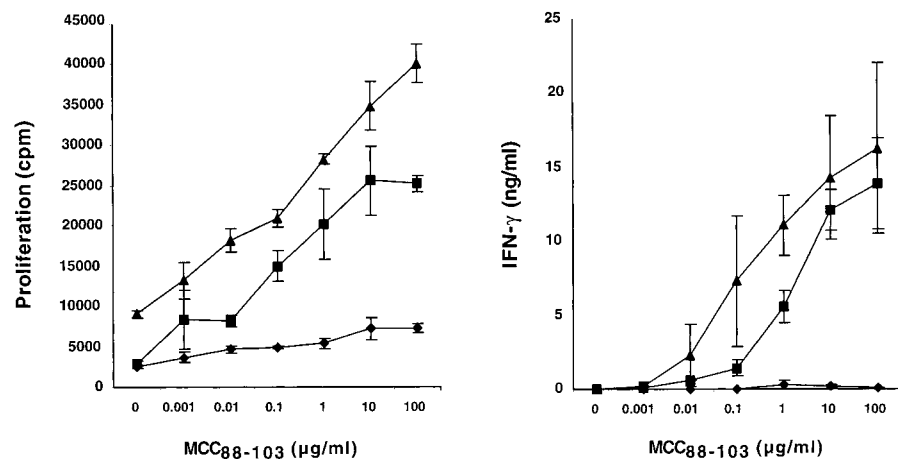 45000
40000
35000
30000
25000
20000
15000
10000
5000
0
Proliferation (cpm)
0 0.001 0.01 0.1 1 10 100
MCC88-103 (µg/ml)
25
20
15
10
5
0
IFN-γ (ng/ml)
0 0.001 0.01 0.1 1 10 100
MCC88-103 (µg/ml)